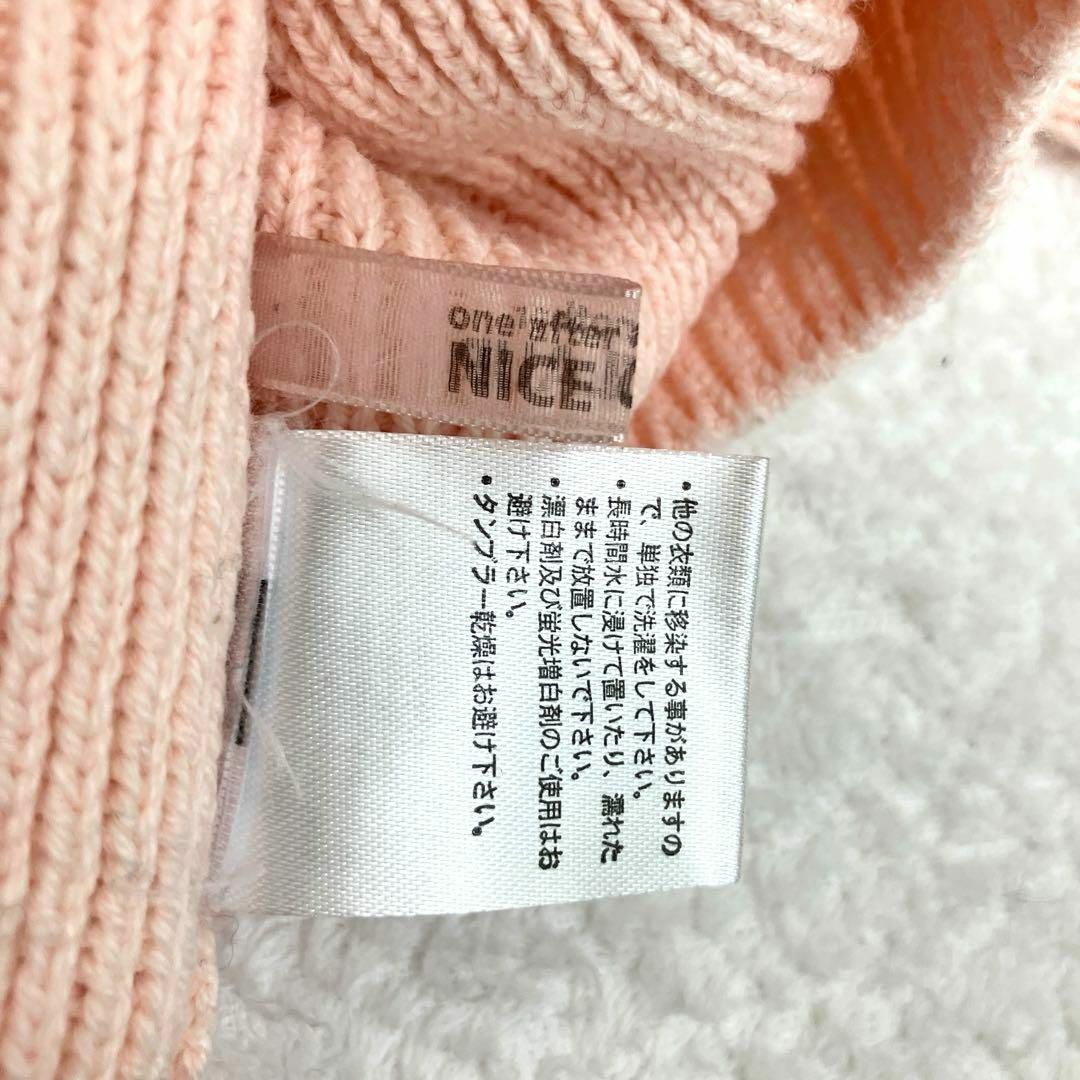 one after
NICE
・他の衣類に移染する事がありますの
で、単独で洗濯をして下さい。
・長時間水に浸けて置いたり、濡れた
ままで放置しないで下さい。
・漂白剤及び蛍光増白剤のご使用はお
避け下さい。
・タンブラー乾燥はお避け下さい。